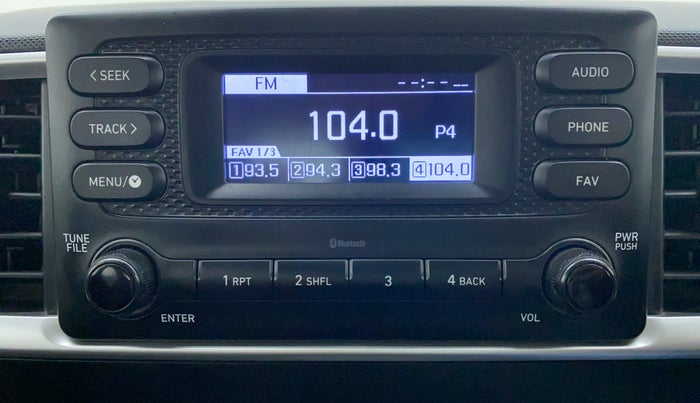 FM --:-- --
< SEEK
AUDIO
104.0 P4
TRACK >
PHONE
FAV 1/3
1 93.5 2 94.3 3 98.3 4 104.0
MENU/
FAV
TUNE
FILE
Bluetooth
PWR
PUSH
1 RPT 2 SHFL 3 4 BACK
ENTER
VOL